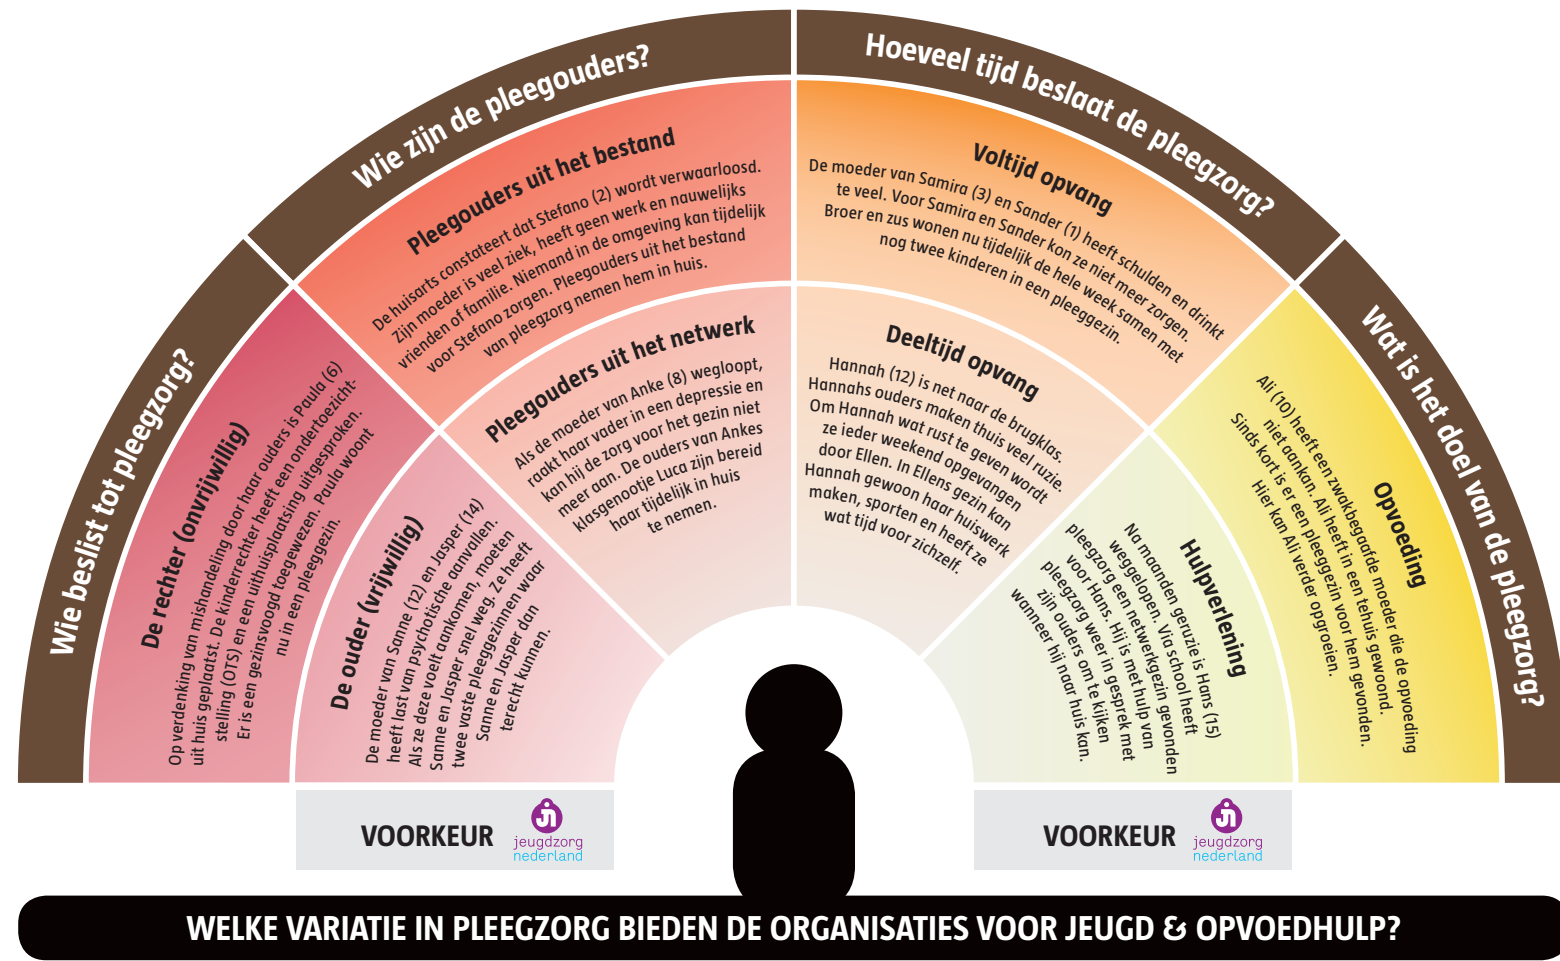 Wie beslist tot pleegzorg?
De rechter (onvrijwillig)
Op verdenking van mishandeling door haar ouders is Paula (6)
uit huis geplaatst. De kinderrechter heeft een ondertoezicht-
stelling (OTS) en een uithuisplaatsing uitgesproken.
Er is een gezinsvoogd toegewezen. Paula woont
nu in een pleeggezin.
De ouder (vrijwillig)
De moeder van Sanne (12) en Jasper (14)
heeft last van psychotische aanvallen.
Als ze deze voelt aankomen, moeten
Sanne en Jasper snel weg. Ze heeft
twee vaste pleeggezinnen waar
Sanne en Jasper dan
terecht kunnen.
Wie zijn de pleegouders?
Pleegouders uit het bestand
De huisarts constateert dat Stefano (2) wordt verwaarloosd.
Zijn moeder is veel ziek, heeft geen werk en nauwelijks
vrienden of familie. Niemand in de omgeving kan tijdelijk
voor Stefano zorgen. Pleegouders uit het bestand
van pleegzorg nemen hem in huis.
Pleegouders uit het netwerk
Als de moeder van Anke (8) wegloopt,
raakt haar vader in een depressie en
kan hij de zorg voor het gezin niet
meer aan. De ouders van Ankes
klasgenootje Luca zijn bereid
haar tijdelijk in huis
te nemen.
Hoeveel tijd beslaat de pleegzorg?
Voltijd opvang
De moeder van Samira (3) en Sander (1) heeft schulden en drinkt
te veel. Voor Samira en Sander kon ze niet meer zorgen.
Broer en zus wonen nu tijdelijk de hele week samen met
nog twee kinderen in een pleeggezin.
Deeltijd opvang
Hannah (12) is net naar de brugklas.
Hannahs ouders maken thuis veel ruzie.
Om Hannah wat rust te geven wordt
ze ieder weekend opgevangen
door Ellen. In Ellens gezin kan
Hannah gewoon haar huiswerk
maken, sporten en heeft ze
wat tijd voor zichzelf.
Wat is het doel van de pleegzorg?
Opvoeding
Ali (10) heeft een zwakbegaafde moeder die de opvoeding
niet aankan. Ali heeft in een tehuis gewoond.
Sinds kort is er een pleeggezin voor hem gevonden.
Hier kan Ali verder opgroeien.
Hulpverlening
Na maanden geruzie is Hans (15)
weggelopen. Via school heeft
pleegzorg een netwerkgezin gevonden
voor Hans. Hij is met hulp van
pleegzorg weer in gesprek met
zijn ouders om te kijken
wanneer hij naar huis kan.
VOORKEUR
jeugdzorg
nederland
VOORKEUR
jeugdzorg
nederland
WELKE VARIATIE IN PLEEGZORG BIEDEN DE ORGANISATIES VOOR JEUGD & OPVOEDHULP?